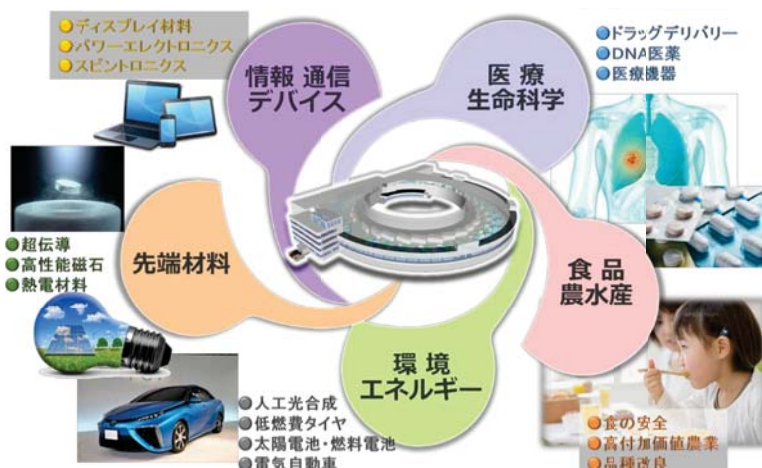 ディスプレイ材料
パワーエレクトロニクス
スピントロニクス
情報 通信
デバイス
医 療
生命科学
ドラッグデリバリー
DNA医薬
医療機器
超伝導
高性能磁石
熱電材料
先端材料
食 品
農水産
環 境
エネルギー
人工光合成
低燃費タイヤ
太陽電池・燃料電池
電気自動車
食の安全
高付加価値農業
品種改良